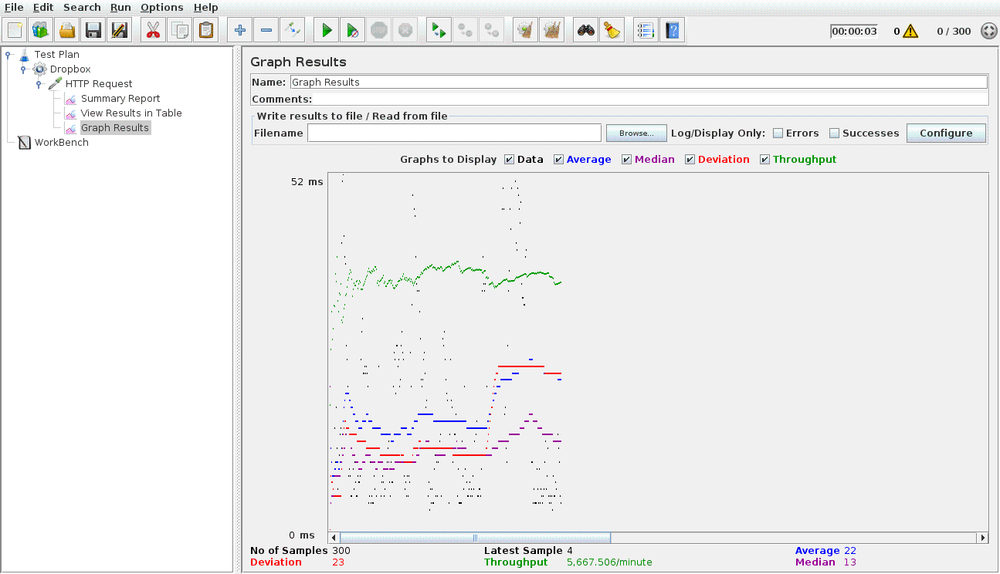 File Edit Search Run Options Help
00:00:03 0 0 / 300
Test Plan
Dropbox
HTTP Request
Summary Report
View Results in Table
Graph Results
WorkBench
Graph Results
Name: Graph Results
Comments:
Write results to file / Read from file
Filename Browse... Log/Display Only: Errors Successes Configure
Graphs to Display Data Average Median Deviation Throughput
52 ms
0 ms
No of Samples 300 Latest Sample 4 Average 22
Deviation 23 Throughput 5,667.506/minute Median 13